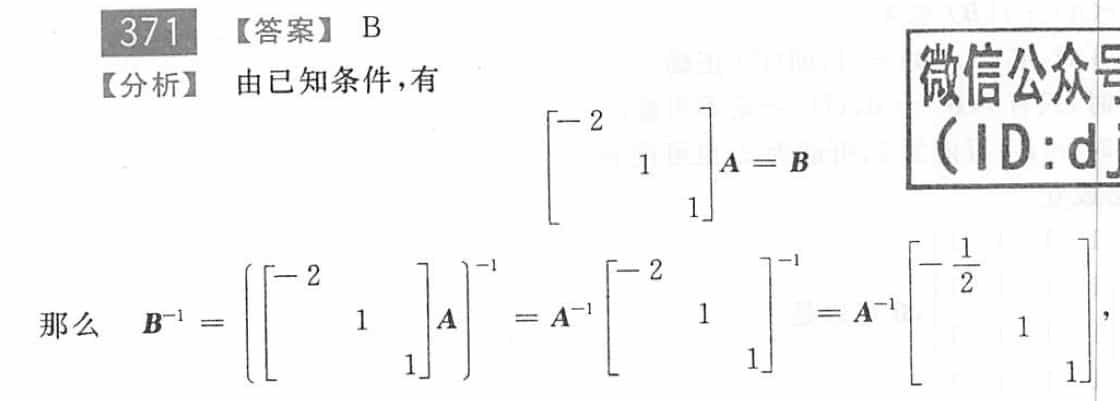 371 【答案】 B
【分析】 由已知条件,有
$\begin{bmatrix} -2 & & \\ & 1 & \\ & & 1 \end{bmatrix} \boldsymbol{A} = \boldsymbol{B}$
那么 $\boldsymbol{B}^{-1} = \left( \begin{bmatrix} -2 & & \\ & 1 & \\ & & 1 \end{bmatrix} \boldsymbol{A} \right)^{-1} = \boldsymbol{A}^{-1} \begin{bmatrix} -2 & & \\ & 1 & \\ & & 1 \end{bmatrix}^{-1} = \boldsymbol{A}^{-1} \begin{bmatrix} -\frac{1}{2} & & \\ & 1 & \\ & & 1 \end{bmatrix},$
微信公众号
(ID:d